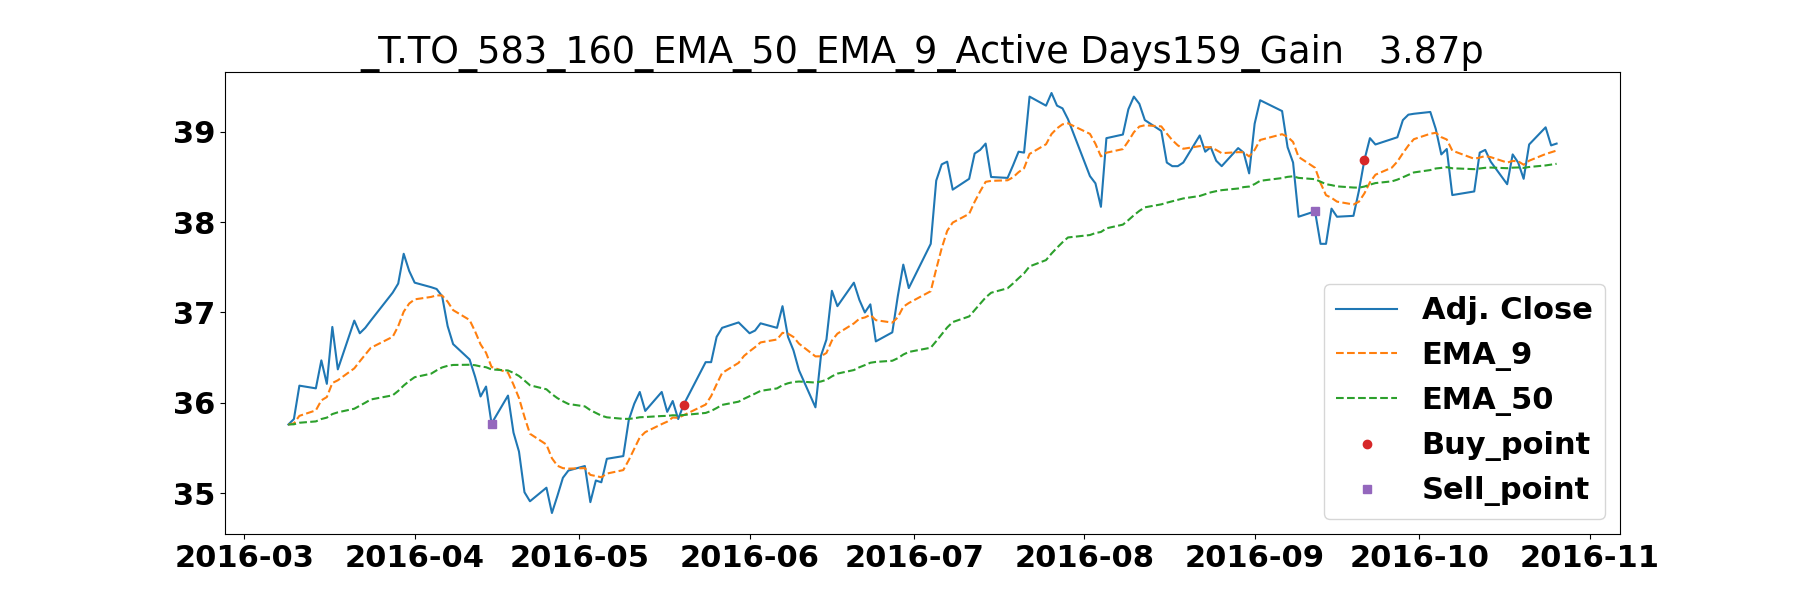 _T.TO_583_160_EMA_50_EMA_9_Active Days159_Gain   3.87p
39
38
37
36
35
Adj. Close
EMA_9
EMA_50
Buy_point
Sell_point
2016-03 2016-04 2016-05 2016-06 2016-07 2016-08 2016-09 2016-10 2016-11